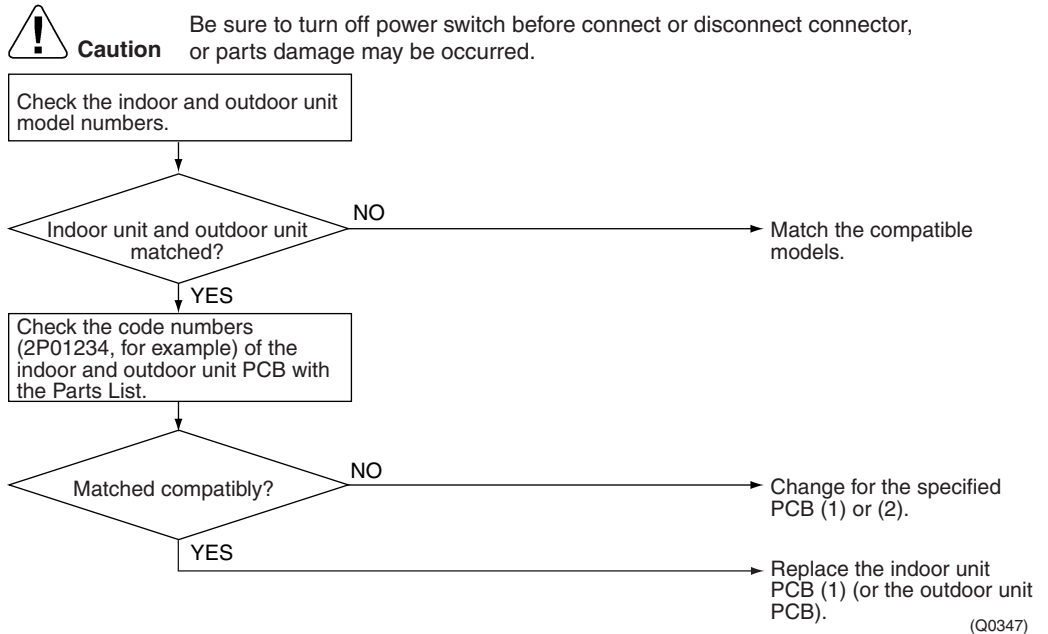 Be sure to turn off power switch before connect or disconnect connector,
Caution or parts damage may be occurred.
Check the indoor and outdoor unit
model numbers.
NO
Indoor unit and outdoor unit
matched?
Match the compatible
models.
YES
Check the code numbers
(2P01234, for example) of the
indoor and outdoor unit PCB with
the Parts List.
NO
Matched compatibly?
Change for the specified
PCB (1) or (2).
YES
Replace the indoor unit
PCB (1) (or the outdoor unit
PCB).
(Q0347)